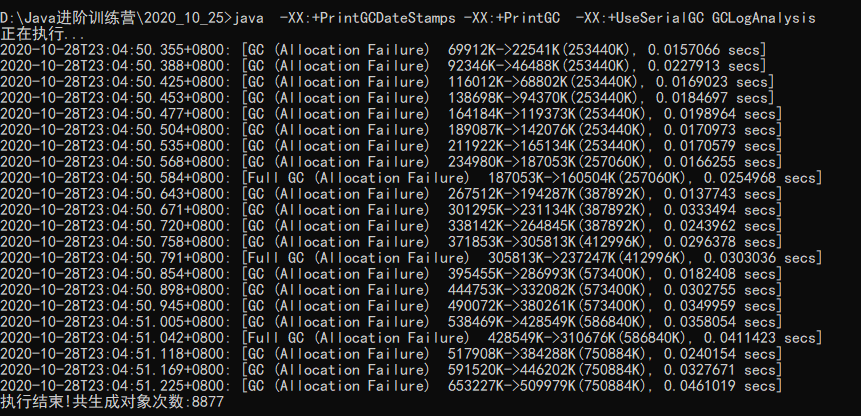 D:\Java进阶训练营\2020_10_25>java  -XX:+PrintGCDateStamps -XX:+PrintGC  -XX:+UseSerialGC GCLogAnalysis
正在执行...
2020-10-28T23:04:50.355+0800: [GC (Allocation Failure)  69912K->22541K(253440K), 0.0157066 secs]
2020-10-28T23:04:50.388+0800: [GC (Allocation Failure)  92346K->46488K(253440K), 0.0227913 secs]
2020-10-28T23:04:50.425+0800: [GC (Allocation Failure)  116012K->68802K(253440K), 0.0169023 secs]
2020-10-28T23:04:50.453+0800: [GC (Allocation Failure)  138698K->94370K(253440K), 0.0184697 secs]
2020-10-28T23:04:50.477+0800: [GC (Allocation Failure)  164184K->119373K(253440K), 0.0198964 secs]
2020-10-28T23:04:50.504+0800: [GC (Allocation Failure)  189087K->142076K(253440K), 0.0170973 secs]
2020-10-28T23:04:50.535+0800: [GC (Allocation Failure)  211922K->165134K(253440K), 0.0170579 secs]
2020-10-28T23:04:50.568+0800: [GC (Allocation Failure)  234980K->187053K(257060K), 0.0166255 secs]
2020-10-28T23:04:50.584+0800: [Full GC (Allocation Failure)  187053K->160504K(257060K), 0.0254968 secs]
2020-10-28T23:04:50.643+0800: [GC (Allocation Failure)  267512K->194287K(387892K), 0.0137743 secs]
2020-10-28T23:04:50.671+0800: [GC (Allocation Failure)  301295K->231134K(387892K), 0.0333494 secs]
2020-10-28T23:04:50.720+0800: [GC (Allocation Failure)  338142K->264845K(387892K), 0.0243962 secs]
2020-10-28T23:04:50.758+0800: [GC (Allocation Failure)  371853K->305813K(412996K), 0.0296378 secs]
2020-10-28T23:04:50.791+0800: [Full GC (Allocation Failure)  305813K->237247K(412996K), 0.0303036 secs]
2020-10-28T23:04:50.854+0800: [GC (Allocation Failure)  395455K->286993K(573400K), 0.0182408 secs]
2020-10-28T23:04:50.898+0800: [GC (Allocation Failure)  444753K->332082K(573400K), 0.0302755 secs]
2020-10-28T23:04:50.945+0800: [GC (Allocation Failure)  490072K->380261K(573400K), 0.0349959 secs]
2020-10-28T23:04:51.005+0800: [GC (Allocation Failure)  538469K->428549K(586840K), 0.0358054 secs]
2020-10-28T23:04:51.042+0800: [Full GC (Allocation Failure)  428549K->310676K(586840K), 0.0411423 secs]
2020-10-28T23:04:51.118+0800: [GC (Allocation Failure)  517908K->384288K(750884K), 0.0240154 secs]
2020-10-28T23:04:51.169+0800: [GC (Allocation Failure)  591520K->446202K(750884K), 0.0327671 secs]
2020-10-28T23:04:51.225+0800: [GC (Allocation Failure)  653227K->509979K(750884K), 0.0461019 secs]
执行结束!共生成对象次数:8877